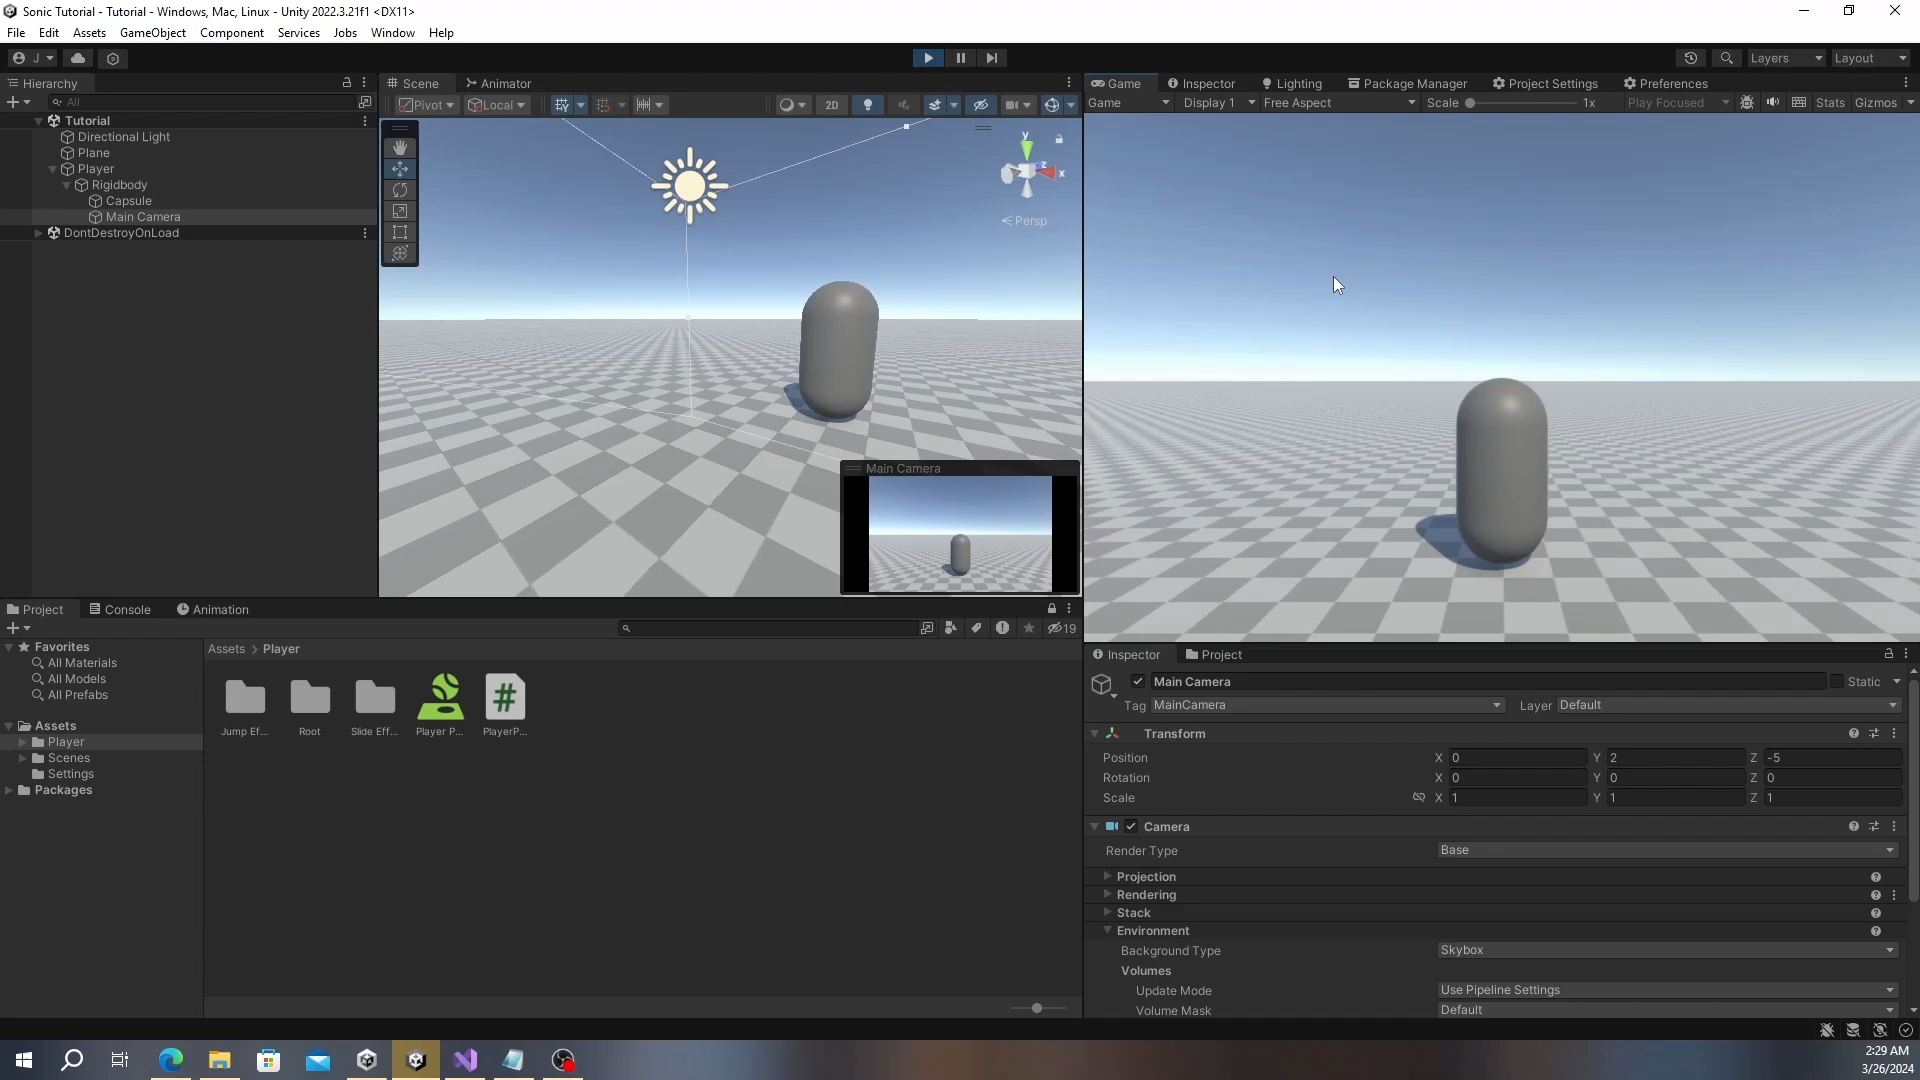 Sonic Tutorial - Tutorial - Windows, Mac, Linux - Unity 2022.3.21f1 <DX11>
File Edit Assets GameObject Component Services Jobs Window Help
J Layers Layout
Hierarchy
All
Tutorial
Directional Light
Plane
Player
Rigidbody
Capsule
Main Camera
DontDestroyOnLoad
Scene Animator
Pivot Local 2D
y
z
x
Persp
Main Camera
Game Inspector Lighting Package Manager Project Settings Preferences
Game Display 1 Free Aspect Scale 1x Play Focused Stats Gizmos
Project Console Animation
19
Favorites
All Materials
All Models
All Prefabs
Assets
Player
Scenes
Settings
Packages
Assets > Player
Jump Ef... Root Slide Eff... Player P... PlayerP...
Inspector Project
Main Camera Static
Tag MainCamera Layer Default
Transform
Position X 0 Y 2 Z -5
Rotation X 0 Y 0 Z 0
Scale X 1 Y 1 Z 1
Camera
Render Type Base
Projection
Rendering
Stack
Environment
Background Type Skybox
Volumes
Update Mode Use Pipeline Settings
Volume Mask Default
2:29 AM
3/26/2024